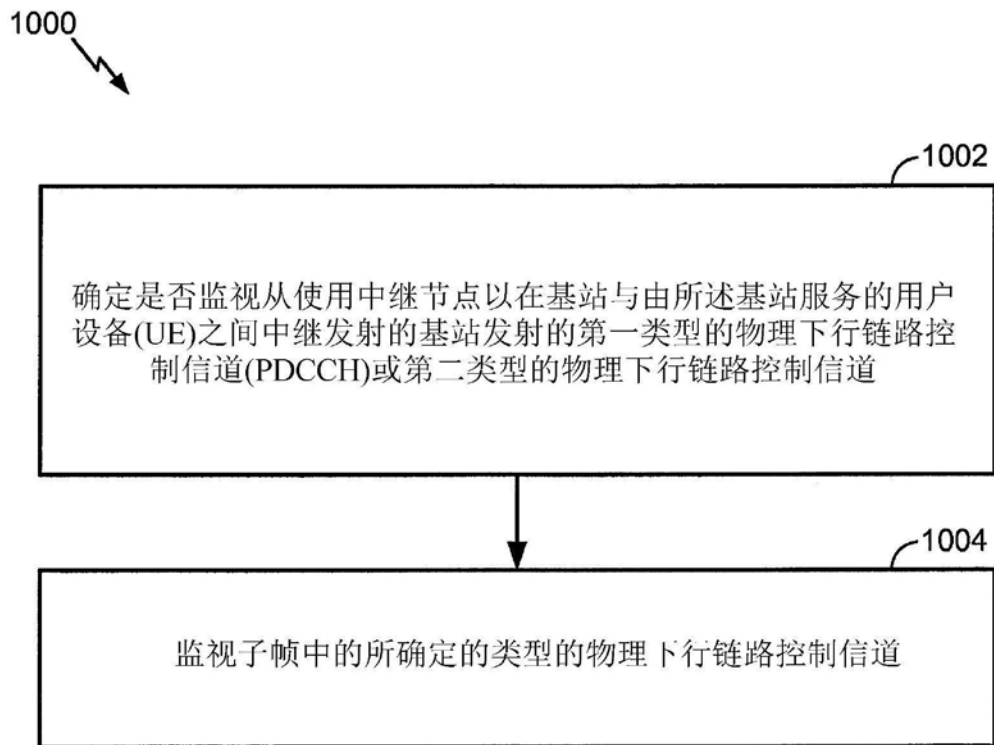 1000
1002
确定是否监视从使用中继节点以在基站与由所述基站服务的用户
设备(UE)之间中继发射的基站发射的第一类型的物理下行链路控
制信道(PDCCH)或第二类型的物理下行链路控制信道
1004
监视子帧中的所确定的类型的物理下行链路控制信道